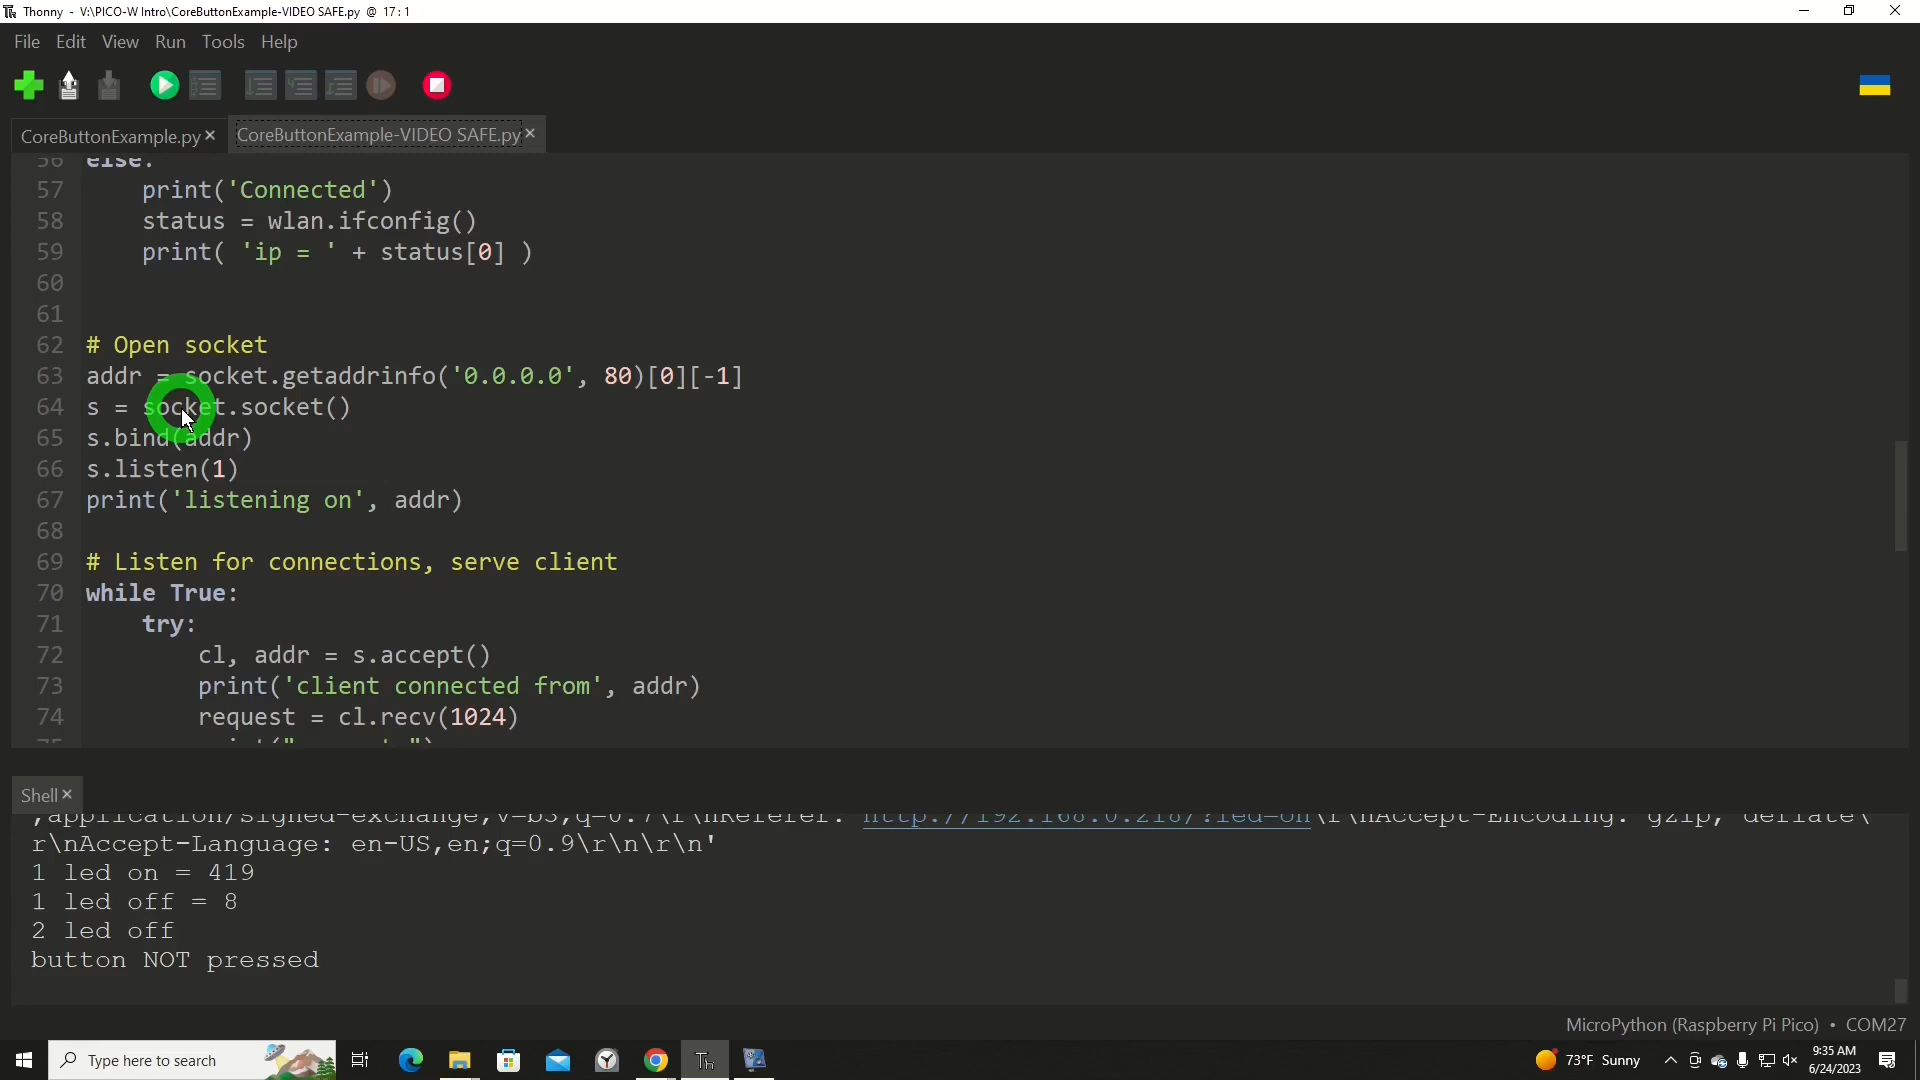 Thonny - V:\PICO-W Intro\CoreButtonExample-VIDEO SAFE.py @ 17:1
File Edit View Run Tools Help
CoreButtonExample.py CoreButtonExample-VIDEO SAFE.py
56 else:
57 print('Connected')
58 status = wlan.ifconfig()
59 print( 'ip = ' + status[0] )
60
61
62 # Open socket
63 addr = socket.getaddrinfo('0.0.0.0', 80)[0][-1]
64 s = socket.socket()
65 s.bind(addr)
66 s.listen(1)
67 print('listening on', addr)
68
69 # Listen for connections, serve client
70 while True:
71 try:
72 cl, addr = s.accept()
73 print('client connected from', addr)
74 request = cl.recv(1024)
Shell
,application/signed-exchange;v=b3;q=0.7\r\nReferer: http://192.168.0.218/?led=on\r\nAccept-Encoding: gzip, deflate\
r\nAccept-Language: en-US,en;q=0.9\r\n\r\n'
1 led on = 419
1 led off = 8
2 led off
button NOT pressed
MicroPython (Raspberry Pi Pico) • COM27
Type here to search
Th
73°F Sunny
9:35 AM
6/24/2023